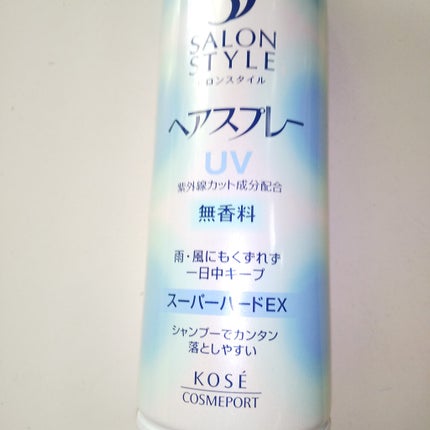 SALON
STYLE
ロンスタイル
ヘアスプレー
UV
紫外線カット成分配合
無香料
雨・風にもくずれず
一日中キープ
スーパーハードEX
シャンプーでカンタン
落としやすい
KOSÉ
COSMEPORT